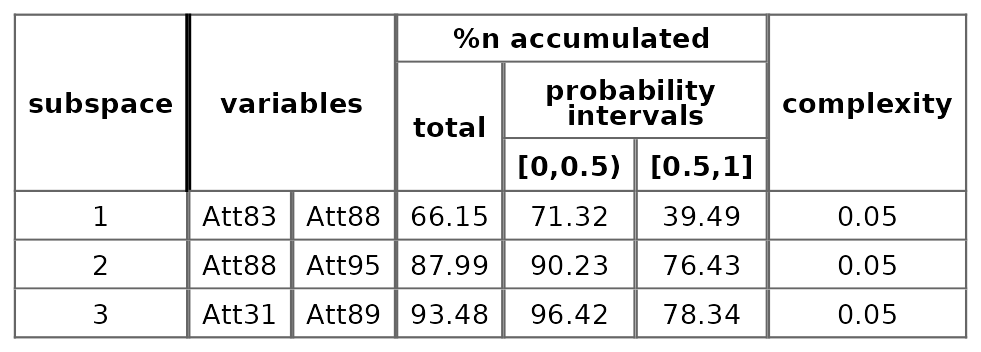 %n accumulated
subspace variables total probability intervals complexity
[0,0.5) [0.5,1]
1 Att83 Att88 66.15 71.32 39.49 0.05
2 Att88 Att95 87.99 90.23 76.43 0.05
3 Att31 Att89 93.48 96.42 78.34 0.05